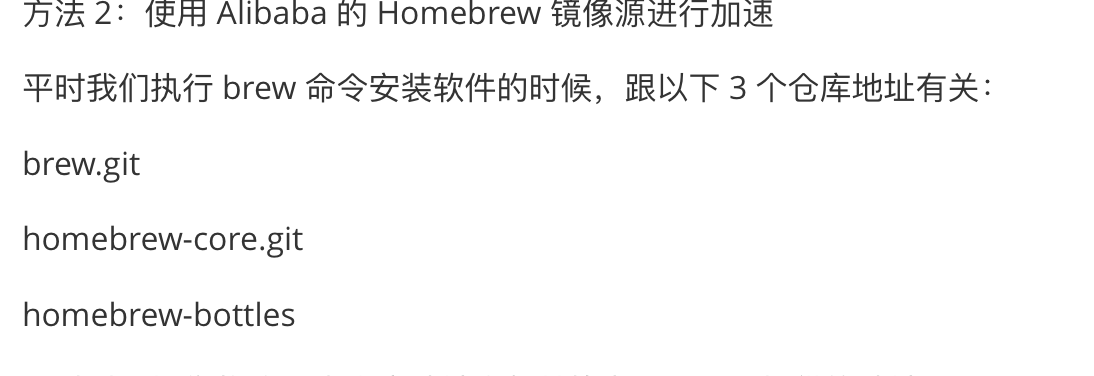 方法 2：使用 Alibaba 的 Homebrew 镜像源进行加速
平时我们执行 brew 命令安装软件的时候，跟以下 3 个仓库地址有关：
brew.git
homebrew-core.git
homebrew-bottles